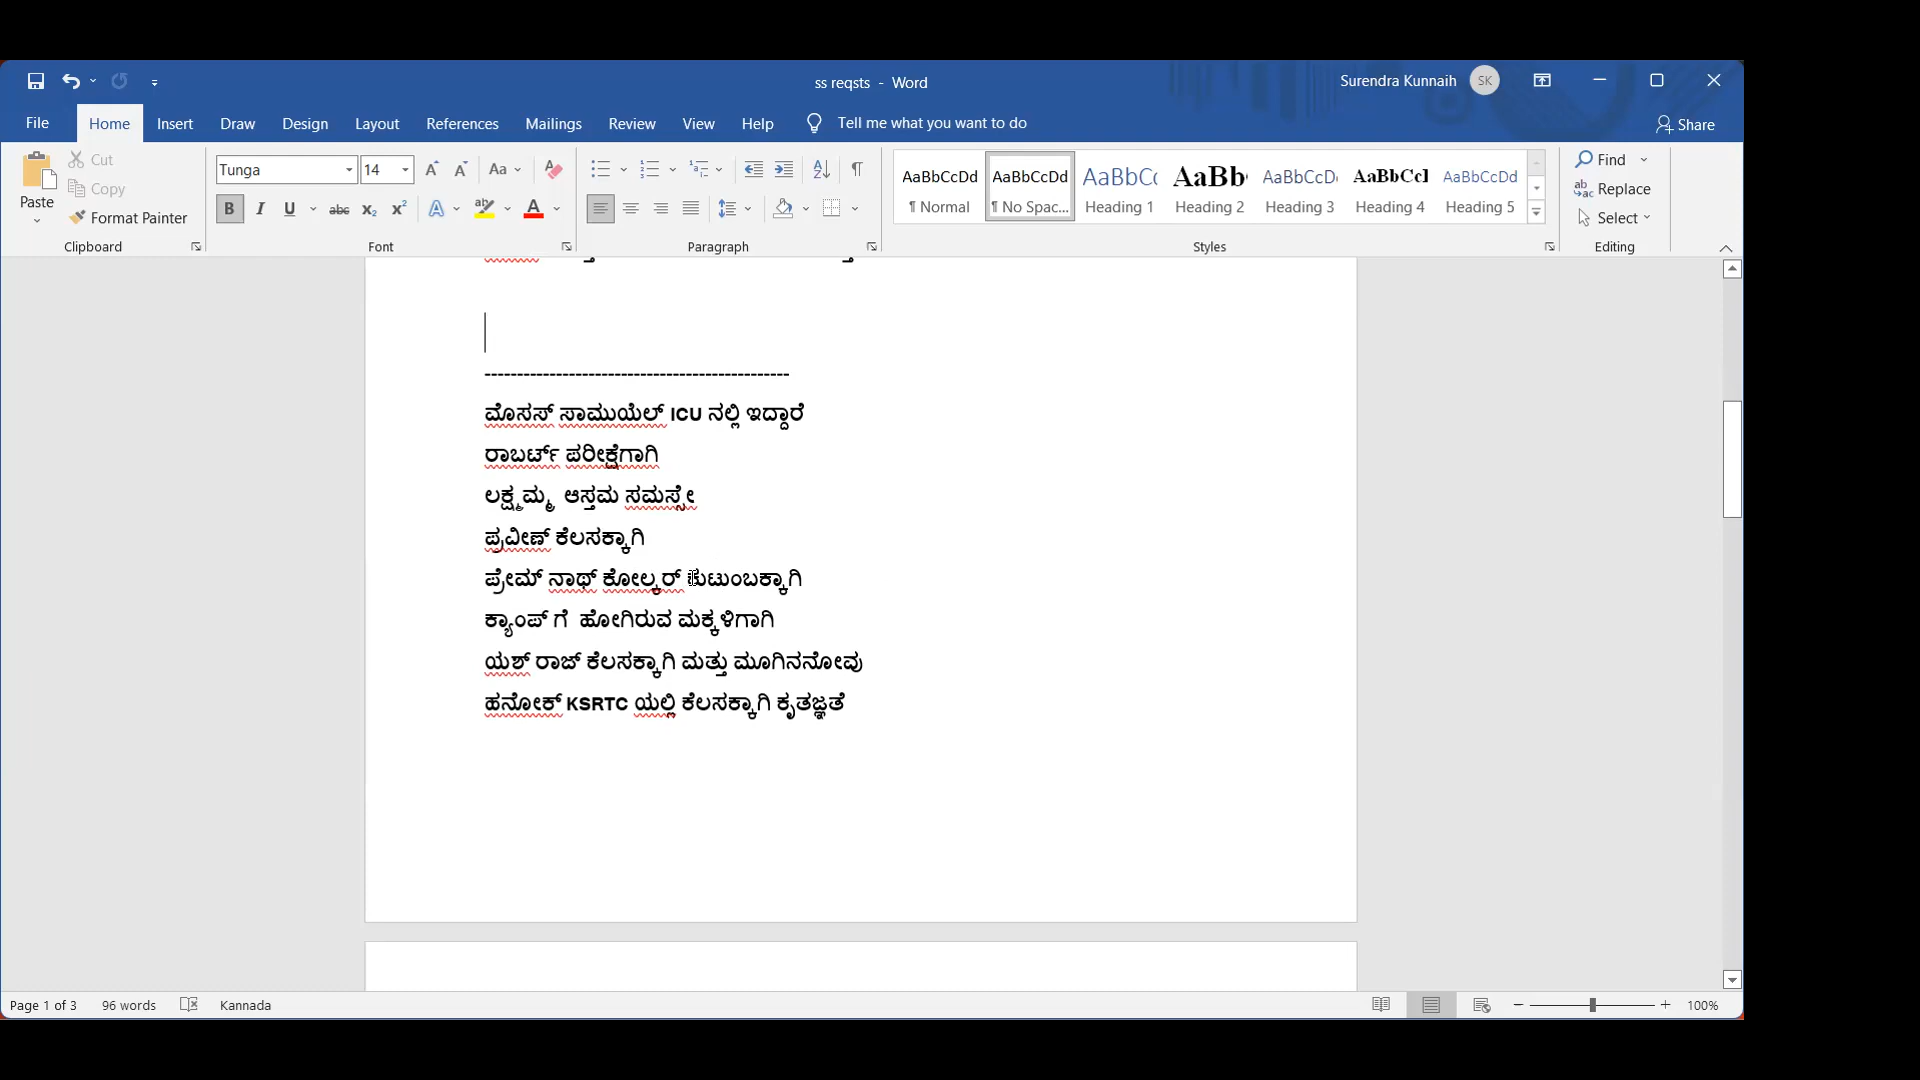 ss reqsts - Word
Surendra Kunnaih SK
File Home Insert Draw Design Layout References Mailings Review View Help Tell me what you want to do Share
Paste Cut Copy Format Painter
Tunga 14
AaBbCcDd AaBbCcDd AaBbCc AaBb AaBbCcD AaBbCcI AaBbCcDd
¶ Normal ¶ No Spac... Heading 1 Heading 2 Heading 3 Heading 4 Heading 5
Find Replace Select
Clipboard Font Paragraph Styles Editing
-----------------------------------------------
ಮೊಸಸ್ ಸಾಮುಯೆಲ್ ICU ನಲ್ಲಿ ಇದ್ದಾರೆ
ರಾಬರ್ಟ್ ಪರೀಕ್ಷೆಗಾಗಿ
ಲಕ್ಷ್ಮಮ್ಮ ಆಸ್ತಮ ಸಮಸ್ಸೇ
ಪ್ರವೀಣ್ ಕೆಲಸಕ್ಕಾಗಿ
ಪ್ರೇಮ್ ನಾಥ್ ಕೋಲ್ಕರ್ ಕುಟುಂಬಕ್ಕಾಗಿ
ಕ್ಯಾಂಪ್ ಗೆ ಹೋಗಿರುವ ಮಕ್ಕಳಿಗಾಗಿ
ಯಶ್ ರಾಜ್ ಕೆಲಸಕ್ಕಾಗಿ ಮತ್ತು ಮೂಗಿನನೋವು
ಹನೋಕ್ KSRTC ಯಲ್ಲಿ ಕೆಲಸಕ್ಕಾಗಿ ಕೃತಜ್ಞತೆ
Page 1 of 3 96 words Kannada 100%